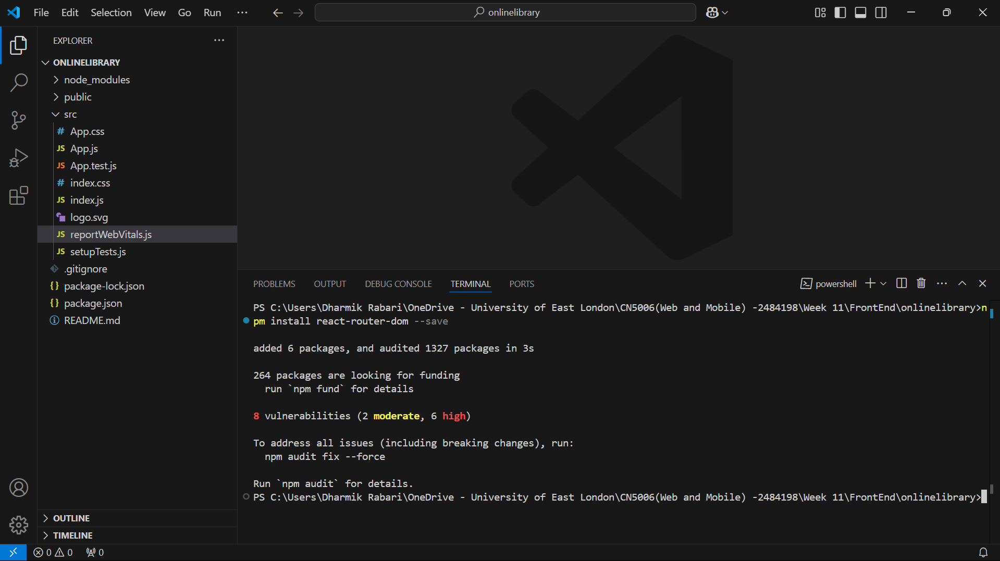 File Edit Selection View Go Run ··· onlinelibrary
EXPLORER
ONLINELIBRARY
node_modules
public
src
# App.css
JS App.js
JS App.test.js
# index.css
JS index.js
logo.svg
JS reportWebVitals.js
JS setupTests.js
.gitignore
{} package-lock.json
{} package.json
README.md
OUTLINE
TIMELINE
PROBLEMS OUTPUT DEBUG CONSOLE TERMINAL PORTS powershell
PS C:\Users\Dharmik Rabari\OneDrive - University of East London\CN5006(Web and Mobile) -2484198\Week 11\FrontEnd\onlinelibrary>n
pm install react-router-dom --save
added 6 packages, and audited 1327 packages in 3s
264 packages are looking for funding
run `npm fund` for details
8 vulnerabilities (2 moderate, 6 high)
To address all issues (including breaking changes), run:
npm audit fix --force
Run `npm audit` for details.
PS C:\Users\Dharmik Rabari\OneDrive - University of East London\CN5006(Web and Mobile) -2484198\Week 11\FrontEnd\onlinelibrary>
0 0 0